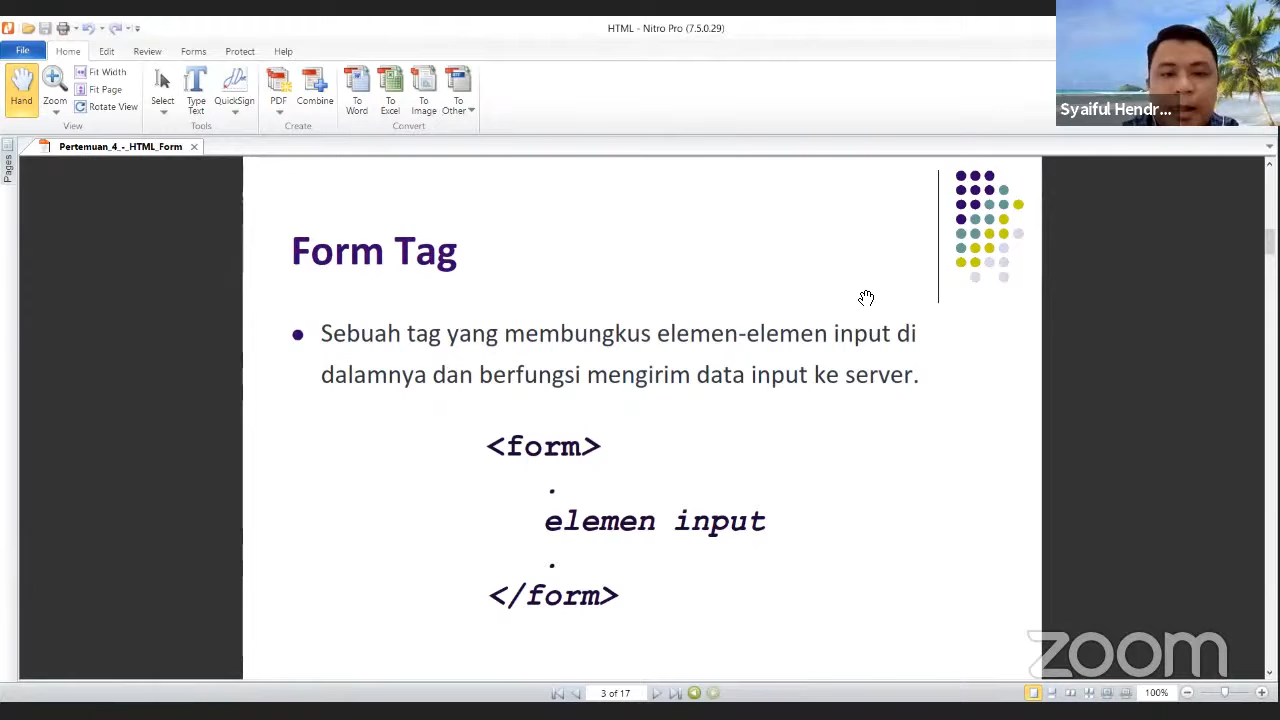 HTML - Nitro Pro (7.5.0.29)
File Home Edit Review Forms Protect Help
Hand
Zoom
Fit Width
Fit Page
Rotate View
View
Select
Type Text
QuickSign
Tools
PDF
Combine
Create
To Word
To Excel
To Image
To Other
Convert
Syaiful Hendr...
Pertemuan_4_-_HTML_Form
Pages
Form Tag
Sebuah tag yang membungkus elemen-elemen input di
dalamnya dan berfungsi mengirim data input ke server.
<form>
.
elemen input
.
</form>
zoom
3 of 17
100%